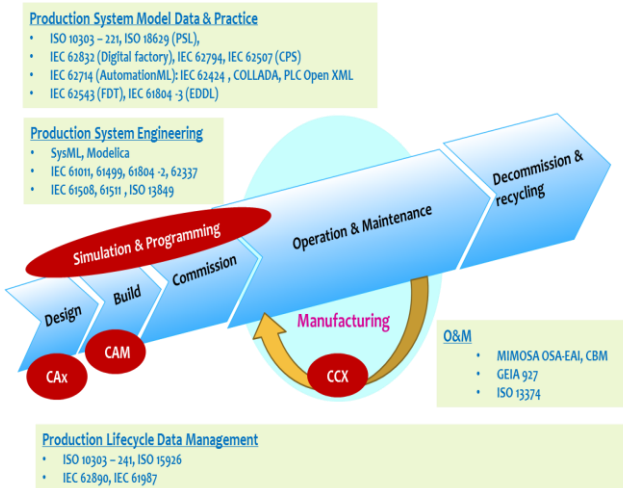 Production System Model Data & Practice
• ISO 10303 – 221, ISO 18629 (PSL),
• IEC 62832 (Digital factory), IEC 62794, IEC 62507 (CPS)
• IEC 62714 (AutomationML): IEC 62424 , COLLADA, PLC Open XML
• IEC 62543 (FDT), IEC 61804 -3 (EDDL)
Production System Engineering
• SysML, Modelica
• IEC 61011, 61499, 61804 -2, 62337
• IEC 61508, 61511 , ISO 13849
Simulation & Programming
Design
Build
Commission
Operation & Maintenance
Decommission &
recycling
CAx
CAM
Manufacturing
CCX
O&M
• MIMOSA OSA-EAI, CBM
• GEIA 927
• ISO 13374
Production Lifecycle Data Management
• ISO 10303 – 241, ISO 15926
• IEC 62890, IEC 61987